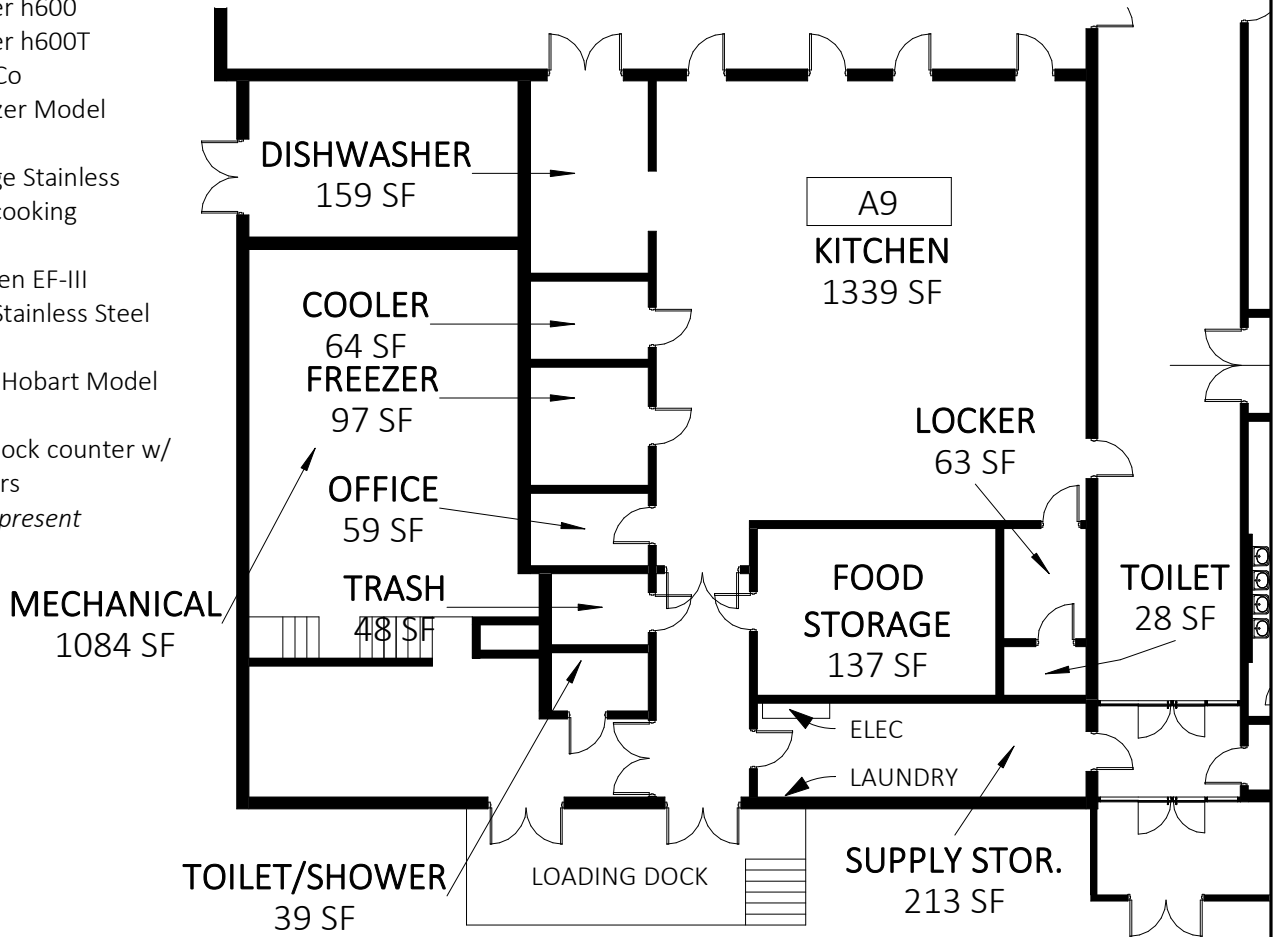 er h600
er h600T
Co
zer Model
ge Stainless
cooking
en EF-III
Stainless Steel
Hobart Model
ock counter w/
rs
present
DISHWASHER
159 SF
A9
KITCHEN
1339 SF
COOLER
64 SF
FREEZER
97 SF
LOCKER
63 SF
OFFICE
59 SF
TRASH
48 SF
MECHANICAL
1084 SF
FOOD
STORAGE
137 SF
TOILET
28 SF
ELEC
LAUNDRY
TOILET/SHOWER
39 SF
LOADING DOCK
SUPPLY STOR.
213 SF